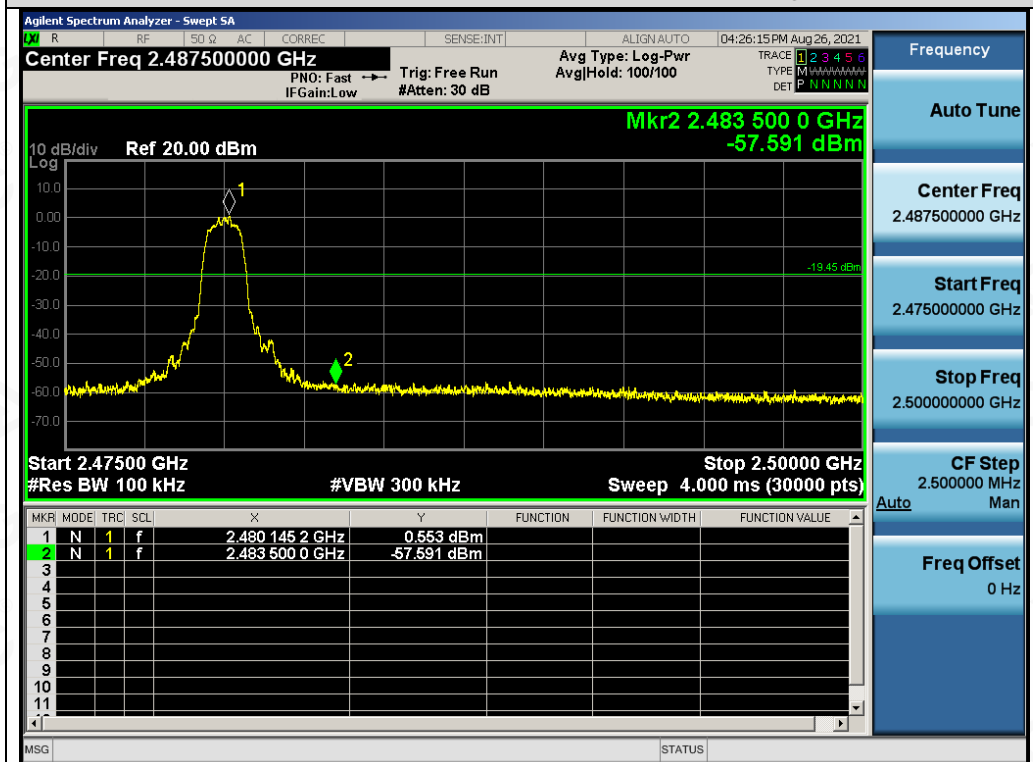 Agilent Spectrum Analyzer - Swept SA
LXI R RF 50 Ω AC CORREC SENSE:INT ALIGN AUTO 04:26:15 PM Aug 26, 2021
Center Freq 2.487500000 GHz
PNO: Fast
IFGain:Low
Trig: Free Run
#Atten: 30 dB
Avg Type: Log-Pwr
Avg|Hold: 100/100
TRACE 1 2 3 4 5 6
TYPE M
DET P N N N N N
Mkr2 2.483 500 0 GHz
-57.591 dBm
10 dB/div Ref 20.00 dBm
Log
10.0
0.00
-10.0
-20.0
-30.0
-40.0
-50.0
-60.0
-70.0
1
-19.45 dBm
2
Start 2.47500 GHz Stop 2.50000 GHz
#Res BW 100 kHz #VBW 300 kHz Sweep 4.000 ms (30000 pts)
MKR MODE TRC SCL X Y FUNCTION FUNCTION WIDTH FUNCTION VALUE
1 N 1 f 2.480 145 2 GHz 0.553 dBm
2 N 1 f 2.483 500 0 GHz -57.591 dBm
3
4
5
6
7
8
9
10
11
MSG STATUS
Frequency
Auto Tune
Center Freq
2.487500000 GHz
Start Freq
2.475000000 GHz
Stop Freq
2.500000000 GHz
CF Step
2.500000 MHz
Auto Man
Freq Offset
0 Hz